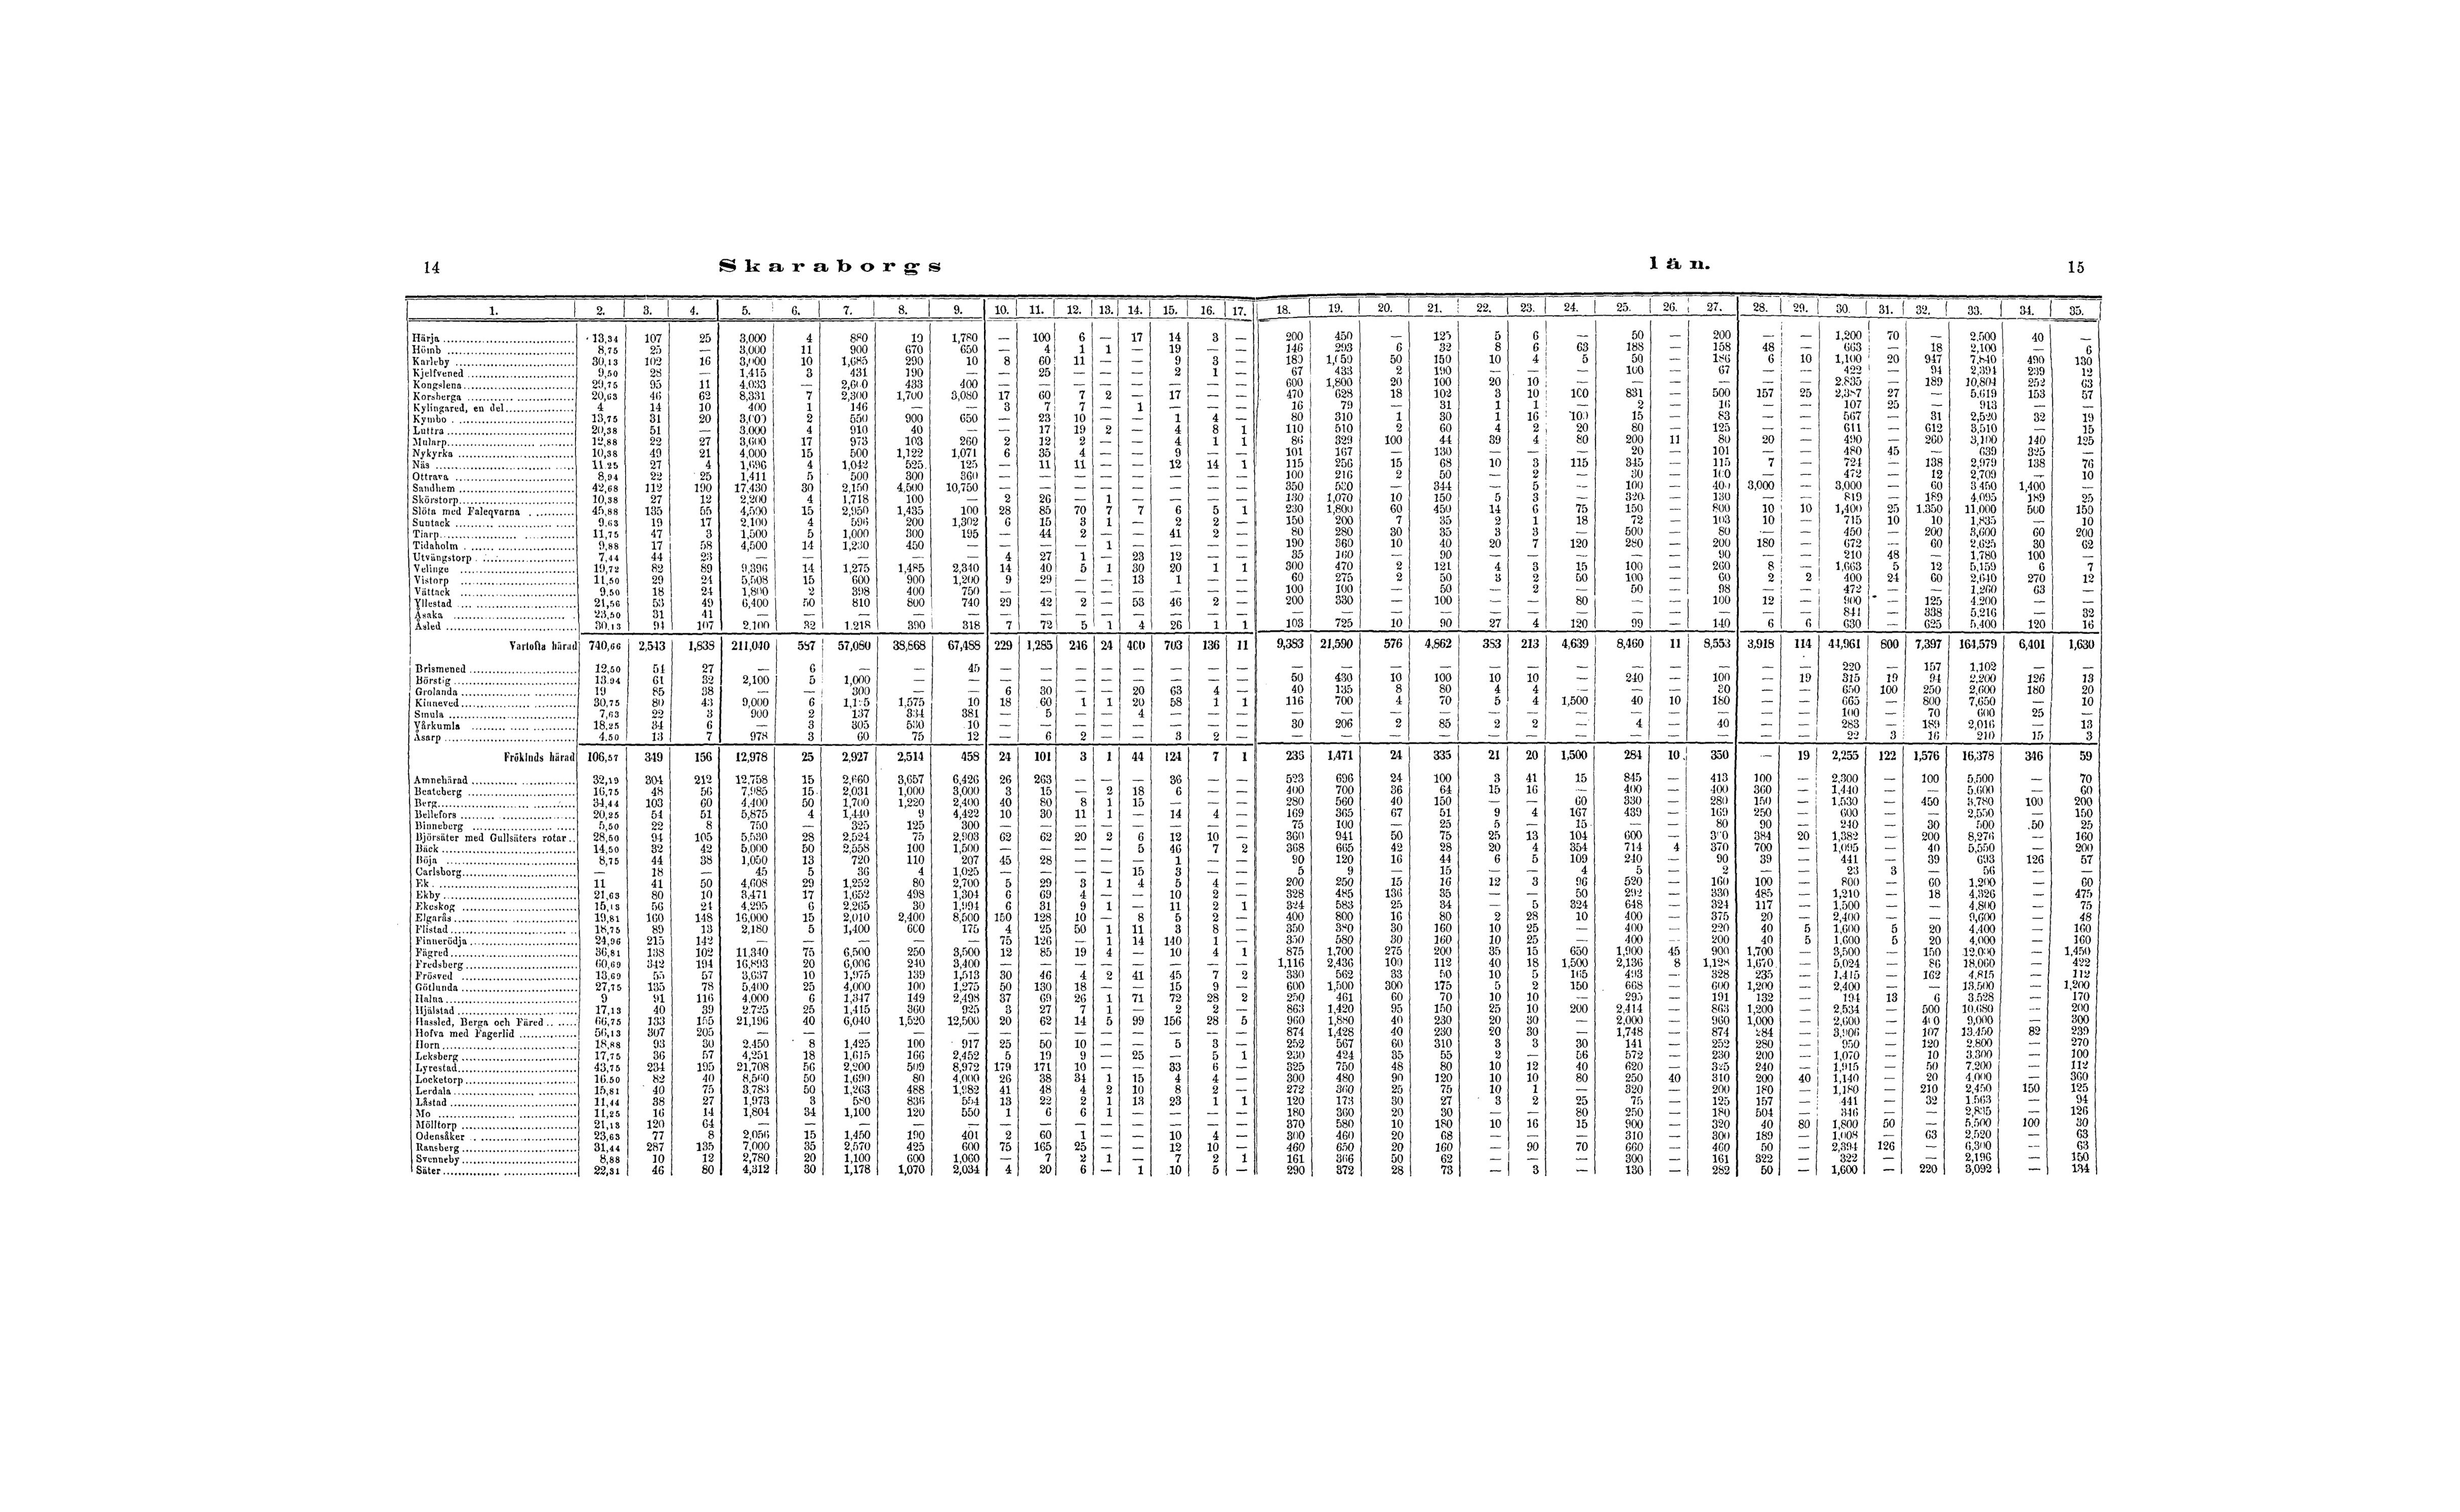 14 Skaraborgs län. 15
1. 2. 3. 4. 5. 6. 7. 8. 9. 10. 11. 12. 13. 14. 15. 16. 17. 18. 19. 20. 21. 22. 23. 24. 25. 26. 27. 28. 29. 30. 31. 32. 33. 34. 35.
Härja 13,34 107 25 3,000 4 880 19 1,780 — 100 6 — 17 14 3 — 200 450 — 125 5 6 — 50 — 200 — — 1,200 70 — 2,500 40 —
Hömb 8,75 25 — 3,000 11 900 670 650 — 4 1 1 — 19 — — 146 293 6 32 8 6 63 188 — 158 48 — 663 — 18 2,100 — 6
Karleby 30,13 102 16 3,000 10 1,685 290 10 8 60 11 — — 9 3 — 180 1,050 50 150 10 4 5 50 — 186 6 10 1,100 20 947 7,840 490 130
Kjelfvened 9,50 28 — 1,415 3 431 190 — — 25 — — — 2 1 — 67 433 2 190 — — — 100 — 67 — — 422 — 94 2,394 239 12
Kongslena 29,75 95 11 4,033 — 2,600 433 400 — — — — — — — — 600 1,800 20 100 20 10 — — — — — — 2,835 — 189 10,804 252 63
Korsberga 20,63 46 62 8,331 7 2,300 1,700 3,080 17 60 7 2 — 17 — — 470 628 18 102 3 10 100 831 — 500 157 25 2,387 27 — 5,619 153 57
Kylingared, en del 4 14 10 400 1 146 — — 3 7 7 — 1 — — — 16 79 — 31 1 1 — 2 — 16 — — 107 25 — 913 — —
Kymbo 13,75 31 20 3,000 2 550 900 650 — 23 10 — — 1 4 — 80 310 1 30 1 16 100 15 — 83 — — 567 — 31 2,520 32 19
Luttra 20,38 51 — 3,000 4 910 40 — — 17 19 2 — 4 8 1 110 510 2 60 4 2 20 80 — 125 — — 611 — 612 3,510 — 15
Mularp 12,88 22 27 3,600 17 973 103 260 2 12 2 — — 4 1 1 86 329 100 44 39 4 80 200 11 80 20 — 490 — 260 3,100 140 125
Nykyrka 10,38 49 21 4,000 15 500 1,122 1,071 6 35 4 — — 9 — — 101 167 — 130 — — — 20 — 101 — — 480 45 — 639 325 —
Näs 11,25 27 4 1,696 4 1,042 525 125 — 11 11 — — 12 14 1 115 256 15 68 10 3 115 345 — 115 7 — 724 — 138 2,979 138 76
Ottrava 8,94 22 25 1,411 5 500 300 360 — — — — — — — — 100 216 2 50 — 2 — 30 — 100 — — 472 — 12 2,709 — 10
Sandhem 42,68 112 190 17,430 30 2,150 4,500 10,750 — — — — — — — — 350 530 — 344 — 5 — 100 — 400 3,000 — 3,000 — 60 3,450 1,400 —
Skörstorp 10,38 27 12 2,200 4 1,718 100 — 2 26 — 1 — — — — 130 1,070 10 150 5 3 — 320 — 130 — — 819 — 189 4,095 189 25
Slöta med Faleqvarna 45,88 135 55 4,500 15 2,950 1,435 100 28 85 70 7 7 6 5 1 230 1,800 60 450 14 6 75 150 — 800 10 10 1,400 25 1,350 11,000 500 150
Suntack 9,63 19 17 2,100 4 596 200 1,302 6 15 3 1 — 2 2 — 150 200 7 35 2 1 18 72 — 103 10 — 715 10 10 1,835 — 10
Tiarp 11,75 47 3 1,500 5 1,000 300 195 — 44 2 — — 41 2 — 80 280 30 35 3 3 — 500 — 80 — — 450 — 200 3,600 60 200
Tidaholm 9,88 17 58 4,500 14 1,230 450 — — — — 1 — — — — 190 360 10 40 20 7 120 280 — 200 180 — 672 — 60 2,625 30 62
Utvängstorp 7,44 44 23 — — — — — 4 27 1 — 23 12 — — 35 160 — 90 — — — — — 90 — — 210 48 — 1,780 100 —
Velinge 19,72 82 89 9,396 14 1,275 1,485 2,340 14 40 5 1 30 20 1 1 300 470 2 121 4 3 15 100 — 260 8 — 1,663 5 12 5,159 6 7
Vistorp 11,50 29 24 5,508 15 600 900 1,200 9 29 — — 13 1 — — 60 275 2 50 3 2 50 100 — 60 2 2 400 24 60 2,640 270 12
Vättack 9,50 18 24 1,800 2 398 400 750 — — — — — — — — 100 100 — 50 — 2 — 50 — 98 — — 472 — — 1,260 63 —
Yllestad 21,56 53 49 6,400 50 810 800 740 29 42 2 — 53 46 2 — 200 330 — 100 — — 80 — — 100 12 — 900 — 125 4,200 — —
Åsaka 23,50 31 41 — — — — — — — — — — — — — — — — — — — — — — — — — 841 — 338 5,216 — 32
Åsled 30,13 94 107 2,100 32 1,218 390 318 7 72 5 1 4 26 1 1 103 725 10 90 27 4 120 99 — 140 6 6 630 — 625 5,400 120 16
Vartofta härad 740,66 2,543 1,838 211,040 587 57,080 38,868 67,488 229 1,285 246 24 400 703 136 11 9,383 21,590 576 4,862 383 213 4,639 8,460 11 8,553 3,918 114 44,961 800 7,397 164,579 6,401 1,630
Brismened 12,50 54 27 — 6 — — 45 — — — — — — — — — — — — — — — — — — — — 220 — 157 1,102 — —
Börstig 13,94 61 32 2,100 5 1,000 — — — — — — — — — — 50 430 10 100 10 10 — 240 — 100 — 19 315 19 94 2,200 126 13
Grolanda 19 85 38 — — 300 — — 6 30 — — 20 63 4 — 40 135 8 80 4 4 — — — 30 — — 650 100 250 2,600 180 20
Kinneved 30,75 80 43 9,000 6 1,125 1,575 10 18 60 1 1 20 58 1 1 116 700 4 70 5 4 1,500 40 10 180 — — 665 — 800 7,650 — 10
Smula 7,63 22 3 900 2 137 334 381 — 5 — — 4 — — — — — — — — — — — — — — — 100 — 70 600 25 —
Vårkumla 18,25 34 6 — 3 305 530 10 — — — — — — — — 30 206 2 85 2 2 — 4 — 40 — — 283 — 189 2,016 — 13
Åsarp 4,50 13 7 978 3 60 75 12 — 6 2 — — 3 2 — — — — — — — — — — — — — 22 3 16 210 15 3
Fröklnds härad 106,57 349 156 12,978 25 2,927 2,514 458 24 101 3 1 44 124 7 1 236 1,471 24 335 21 20 1,500 284 10 350 — 19 2,255 122 1,576 16,378 346 59
Amnehärad 32,19 304 212 12,758 15 2,660 3,657 6,426 26 263 — — — 36 — — 523 696 24 100 3 41 15 845 — 413 100 — 2,300 — 100 5,500 — 70
Beateberg 16,75 48 56 7,985 15 2,031 1,000 3,000 3 15 — 2 18 6 — — 400 700 36 64 15 16 — 400 — 400 360 — 1,440 — — 5,600 — 60
Berg 34,44 103 60 4,400 50 1,700 1,220 2,400 40 80 8 1 15 — — — 280 560 40 150 — — 60 330 — 280 150 — 1,530 — 450 3,780 100 200
Bellefors 20,25 54 51 5,875 4 1,440 9 4,422 10 30 11 1 — 14 4 — 169 365 67 51 9 4 167 439 — 169 250 — 600 — — 2,550 — 150
Binneberg 5,50 22 8 750 — 325 125 300 — — — — — — — — 75 100 — 25 5 — 15 — — 80 90 — 240 — 30 500 50 25
Björsäter med Gullsäters rotar 28,50 94 105 5,530 28 2,524 75 2,903 62 62 20 2 6 12 10 — 360 941 50 75 25 13 104 600 — 370 384 20 1,382 — 200 8,276 — 160
Bäck 14,50 32 42 5,000 50 2,558 100 1,500 — — — — 5 46 7 2 368 665 42 28 20 4 354 714 4 370 700 — 1,095 — 40 5,550 — 200
Böja 8,75 44 38 1,050 13 720 110 207 45 28 — — — 1 — — 90 120 16 44 6 5 109 240 — 90 39 — 441 — 39 693 126 57
Carlsborg — 18 — 45 5 36 4 1,025 — — — — 15 3 — — 5 9 — 15 — — 4 5 — 2 — — 23 3 — 56 — —
Ek 11 41 50 4,608 29 1,252 80 2,700 5 29 3 1 4 5 4 — 200 250 15 16 12 3 96 520 — 160 100 — 800 — 60 1,200 — 60
Ekby 21,63 80 10 3,471 17 1,652 498 1,304 6 69 4 — — 10 2 — 328 485 136 35 — — 50 292 — 330 485 — 1,210 — 18 4,326 — 475
Ekeskog 15,13 56 24 4,295 6 2,265 30 1,994 6 31 9 1 — 11 2 1 324 583 25 34 — 5 324 648 — 324 117 — 1,500 — — 4,800 — 75
Elgarås 19,81 160 148 16,000 15 2,010 2,400 8,500 150 128 10 — 8 5 2 — 400 800 16 80 2 28 10 400 — 375 20 — 2,400 — — 9,600 — 48
Flistad 18,75 89 13 2,180 5 1,400 600 175 4 25 50 1 11 3 8 — 350 380 30 160 10 25 — 400 — 220 40 5 1,600 5 20 4,400 — 160
Finnerödja 24,96 215 142 — — — — — 75 126 — 1 14 140 1 — 350 580 30 160 10 25 — 400 — 200 40 5 1,600 5 20 4,000 — 160
Fägred 36,81 138 102 11,340 75 6,500 250 3,500 12 85 19 4 — 10 4 1 875 1,700 275 200 35 15 650 1,900 45 900 1,700 — 3,500 — 150 12,000 — 1,450
Fredsberg 60,69 342 194 16,893 20 6,006 240 3,400 — — — — — — — — 1,116 2,436 100 112 40 18 1,500 2,136 8 1,128 1,670 — 5,024 — 86 18,060 — 422
Frösved 13,69 55 57 3,637 10 1,975 139 1,513 30 46 4 2 41 45 7 2 330 562 33 50 10 5 165 493 — 328 235 — 1,415 — 162 4,815 — 112
Götlunda 27,75 135 78 5,400 25 4,000 100 1,275 50 130 18 — — 15 9 — 600 1,500 300 175 5 2 150 668 — 600 1,200 — 2,400 — — 13,500 — 1,200
Halna 9 91 116 4,000 6 1,347 149 2,498 37 69 26 1 71 72 28 2 250 461 60 70 10 10 — 295 — 191 132 — 194 13 6 3,528 — 170
Hjälstad 17,13 40 39 2,725 25 1,415 360 925 3 27 7 1 — 2 2 — 863 1,420 95 150 25 10 200 2,414 — 863 1,200 — 2,534 — 500 10,680 — 200
Hassled, Berga och Färed 66,75 133 155 21,196 40 6,040 1,520 12,500 20 62 14 5 99 156 28 5 960 1,880 40 230 20 30 — 2,000 — 960 1,000 — 2,600 — 400 9,000 — 300
Hofva med Fagerlid 56,13 307 205 — — — — — — — — — — — — — 874 1,428 40 230 20 30 — 1,748 — 874 284 — 3,906 — 107 13,450 82 239
Horn 18,88 93 30 2,450 8 1,425 100 917 25 50 10 — — 5 3 — 252 567 60 310 3 3 30 141 — 252 280 — 950 — 120 2,800 — 270
Leksberg 17,75 36 57 4,251 18 1,615 166 2,452 5 19 9 — 25 — 5 1 230 424 35 55 2 — 56 572 — 230 200 — 1,070 — 10 3,300 — 100
Lyrestad 43,75 234 195 21,708 56 2,200 509 8,972 179 171 10 — — 33 6 — 325 750 48 80 10 12 40 620 — 325 240 — 1,915 — 50 7,200 — 112
Locketorp 16,50 82 40 8,560 50 1,690 80 4,000 26 38 34 1 15 4 4 — 300 480 90 120 10 10 80 250 40 310 200 40 1,140 — 20 4,000 — 360
Lerdala 15,81 40 75 3,783 50 1,263 488 1,982 41 48 4 2 10 8 2 — 272 360 25 75 10 1 — 320 — 200 180 — 1,180 — 210 2,450 150 125
Låstad 11,44 38 27 1,973 3 580 836 554 13 22 2 1 13 23 1 1 120 173 30 27 3 2 25 75 — 125 157 — 441 — 32 1,563 — 94
Mo 11,25 16 14 1,804 34 1,100 120 550 1 6 6 1 — — — — 180 360 20 30 — — 80 250 — 180 504 — 346 — — 2,835 — 126
Mölltorp 21,13 120 64 — — — — — — — — — — — — — 370 580 10 180 10 16 15 900 — 320 40 80 1,800 50 — 5,500 100 30
Odensåker 23,63 77 8 2,056 15 1,450 190 401 2 60 1 — — 10 4 — 300 460 20 68 — — — 310 — 300 189 — 1,008 — 63 2,520 — 63
Ransberg 31,44 287 135 7,000 35 2,570 425 600 75 165 25 — — 12 10 — 460 650 20 160 — 90 70 660 — 460 50 — 2,394 126 — 6,300 — 63
Svenneby 8,88 10 12 2,780 20 1,100 600 1,060 — 7 2 1 — 7 2 1 161 366 50 62 — — — 300 — 161 322 — 322 — — 2,196 — 150
Säter 22,31 46 80 4,312 30 1,178 1,070 2,034 4 20 6 — 1 10 5 — 290 372 28 73 — 3 — 130 — 282 50 — 1,600 — 220 3,092 — 134